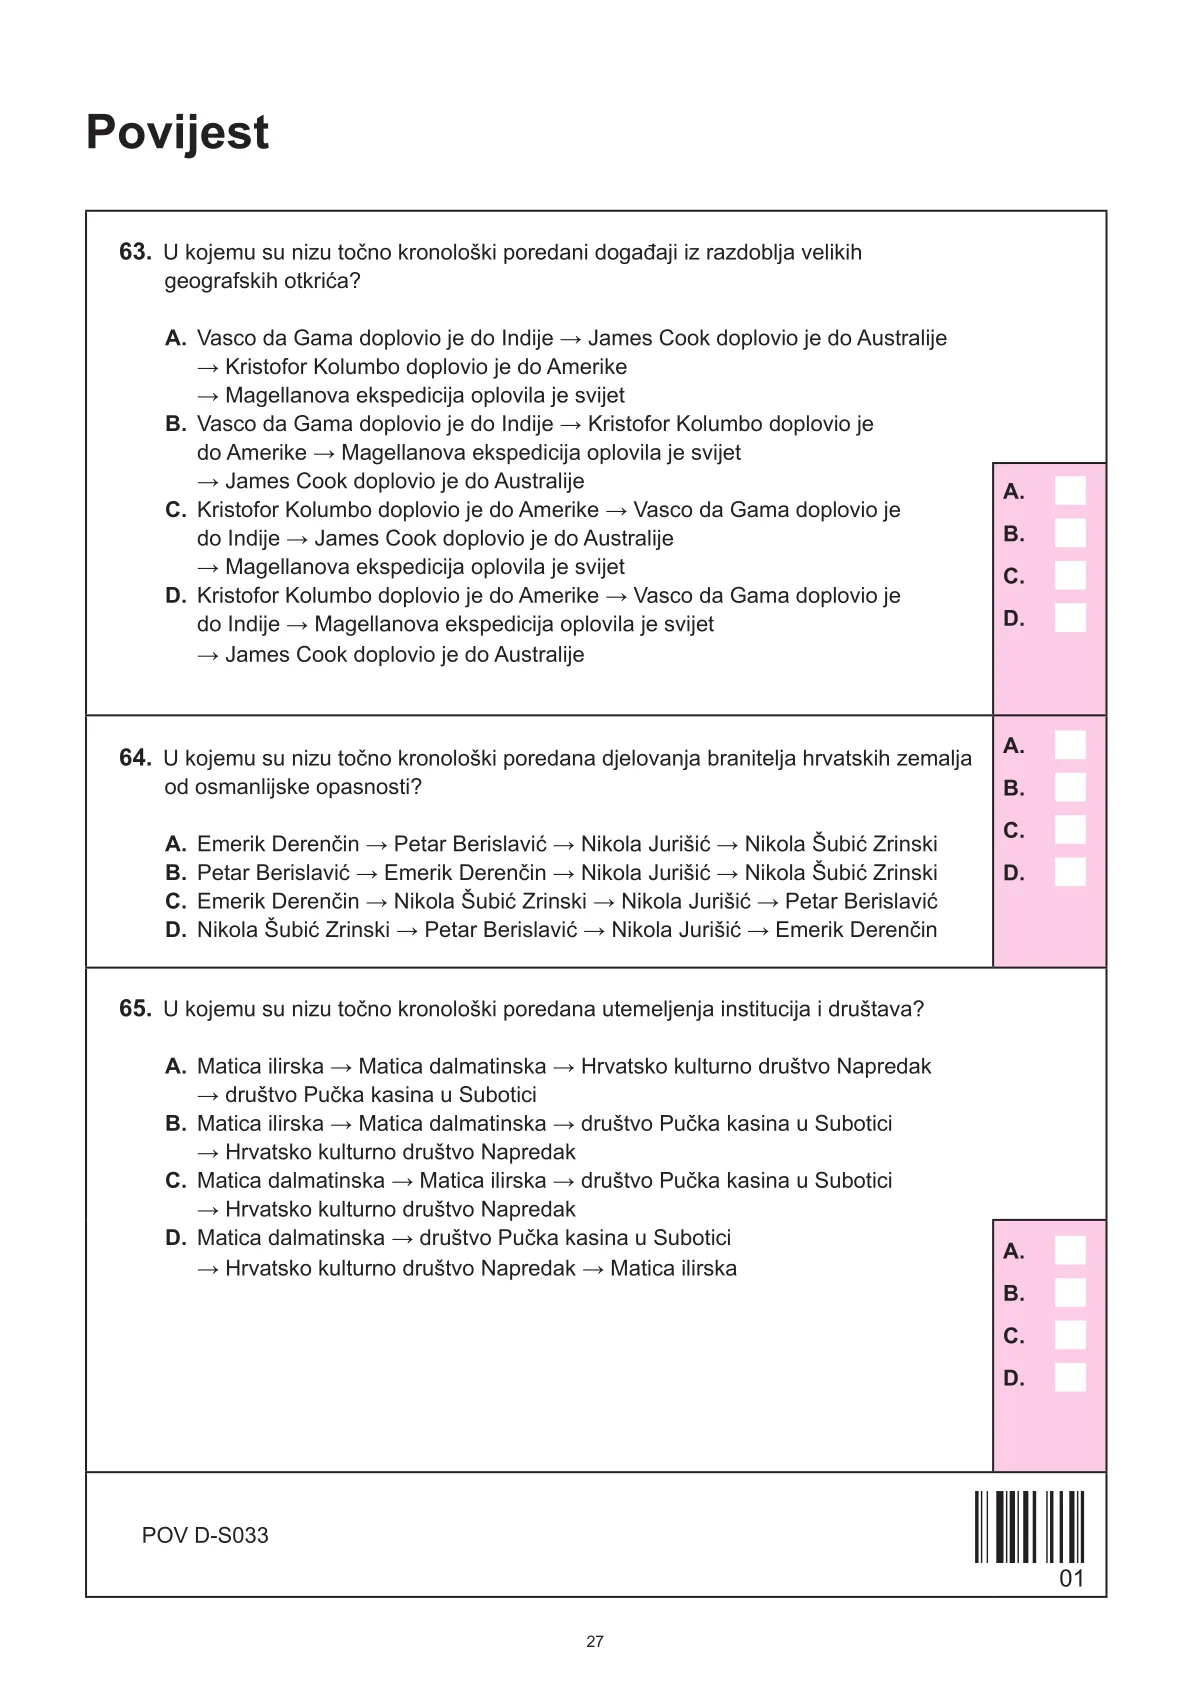 Povijest
63. U kojemu su nizu točno kronološki poredani događaji iz razdoblja velikih
geografskih otkrića?
A. Vasco da Gama doplovio je do Indije → James Cook doplovio je do Australije
→ Kristofor Kolumbo doplovio je do Amerike
→ Magellanova ekspedicija oplovila je svijet
B. Vasco da Gama doplovio je do Indije → Kristofor Kolumbo doplovio je
do Amerike → Magellanova ekspedicija oplovila je svijet
→ James Cook doplovio je do Australije
C. Kristofor Kolumbo doplovio je do Amerike → Vasco da Gama doplovio je
do Indije → James Cook doplovio je do Australije
→ Magellanova ekspedicija oplovila je svijet
D. Kristofor Kolumbo doplovio je do Amerike → Vasco da Gama doplovio je
do Indije → Magellanova ekspedicija oplovila je svijet
→ James Cook doplovio je do Australije
A.
B.
C.
D.
64. U kojemu su nizu točno kronološki poredana djelovanja branitelja hrvatskih zemalja
od osmanlijske opasnosti?
A. Emerik Derenčin → Petar Berislavić → Nikola Jurišić → Nikola Šubić Zrinski
B. Petar Berislavić → Emerik Derenčin → Nikola Jurišić → Nikola Šubić Zrinski
C. Emerik Derenčin → Nikola Šubić Zrinski → Nikola Jurišić → Petar Berislavić
D. Nikola Šubić Zrinski → Petar Berislavić → Nikola Jurišić → Emerik Derenčin
A.
B.
C.
D.
65. U kojemu su nizu točno kronološki poredana utemeljenja institucija i društava?
A. Matica ilirska → Matica dalmatinska → Hrvatsko kulturno društvo Napredak
→ društvo Pučka kasina u Subotici
B. Matica ilirska → Matica dalmatinska → društvo Pučka kasina u Subotici
→ Hrvatsko kulturno društvo Napredak
C. Matica dalmatinska → Matica ilirska → društvo Pučka kasina u Subotici
→ Hrvatsko kulturno društvo Napredak
D. Matica dalmatinska → društvo Pučka kasina u Subotici
→ Hrvatsko kulturno društvo Napredak → Matica ilirska
A.
B.
C.
D.
POV D-S033
01
27